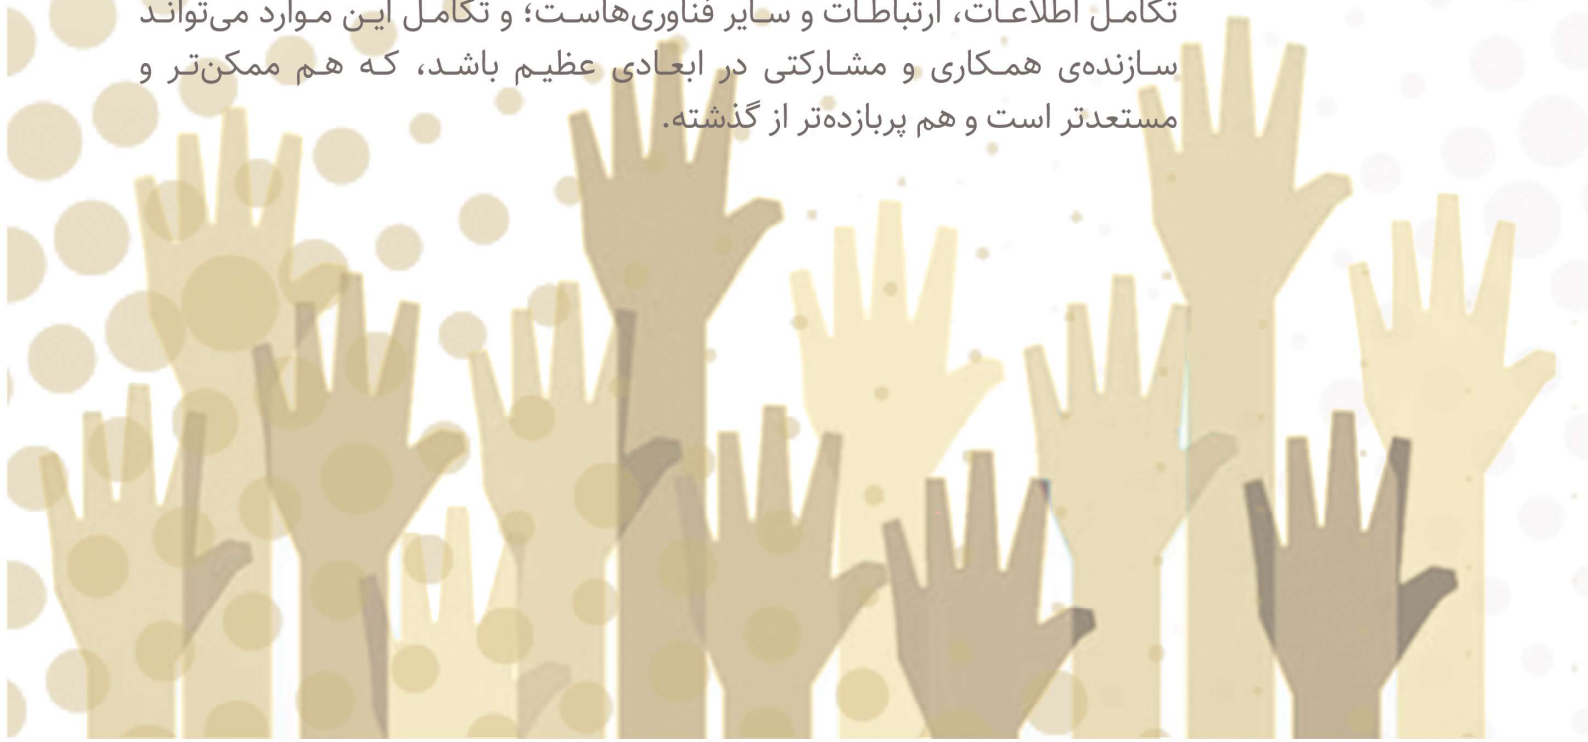 تکامل اطلاعات، ارتباطات و سایر فناوری‌هاست؛ و تکامل این موارد می‌تواند
سازنده‌ی همکاری و مشارکتی در ابعادی عظیم باشد، که هم ممکن‌تر و
مستعدتر است و هم پربازده‌تر از گذشته.